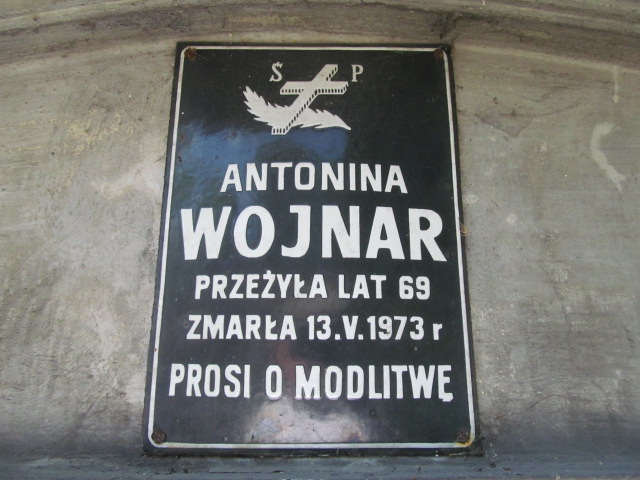 Ś P
ANTONINA
WOJNAR
PRZEŻYŁA LAT 69
ZMARŁA 13.V.1973 r
PROSI O MODLITWĘ